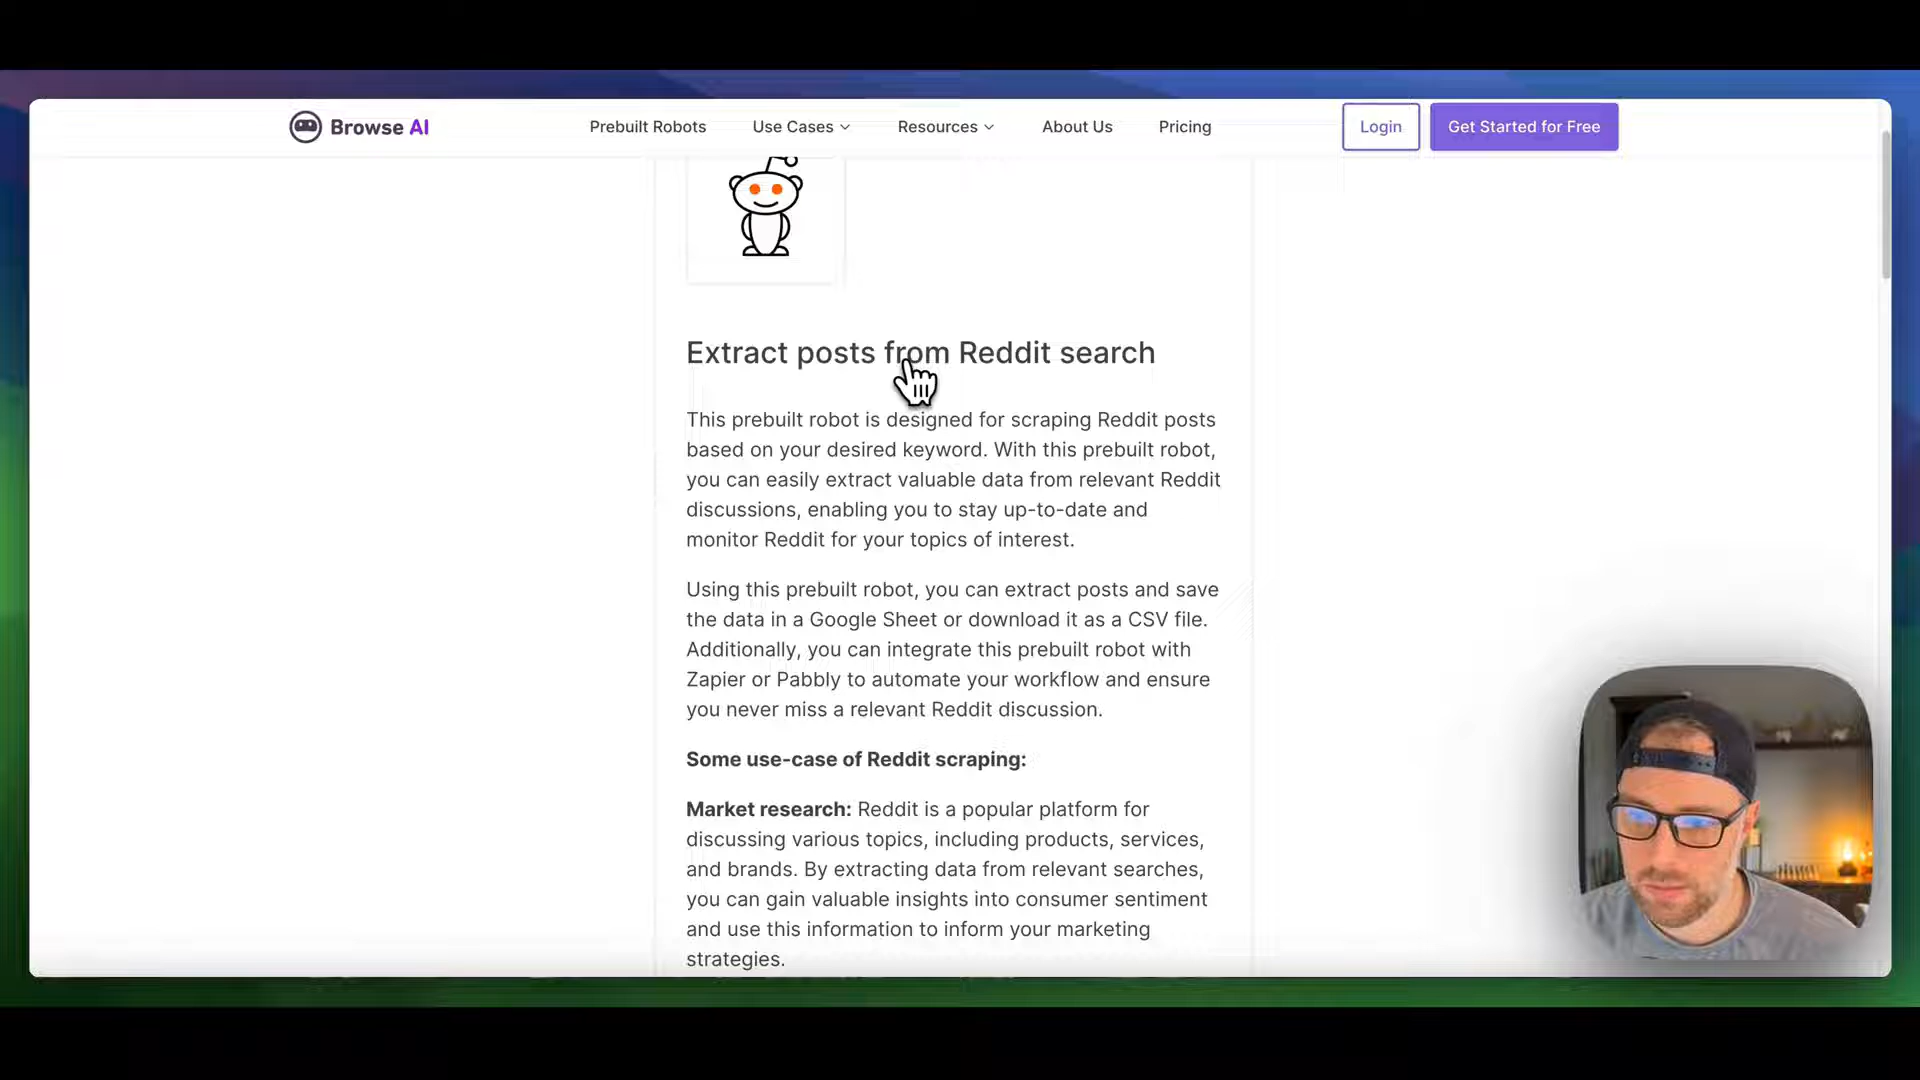 Browse AI
Prebuilt Robots
Use Cases
Resources
About Us
Pricing
Login
Get Started for Free
Extract posts from Reddit search
This prebuilt robot is designed for scraping Reddit posts
based on your desired keyword. With this prebuilt robot,
you can easily extract valuable data from relevant Reddit
discussions, enabling you to stay up-to-date and
monitor Reddit for your topics of interest.
Using this prebuilt robot, you can extract posts and save
the data in a Google Sheet or download it as a CSV file.
Additionally, you can integrate this prebuilt robot with
Zapier or Pabbly to automate your workflow and ensure
you never miss a relevant Reddit discussion.
Some use-case of Reddit scraping:
Market research: Reddit is a popular platform for
discussing various topics, including products, services,
and brands. By extracting data from relevant searches,
you can gain valuable insights into consumer sentiment
and use this information to inform your marketing
strategies.